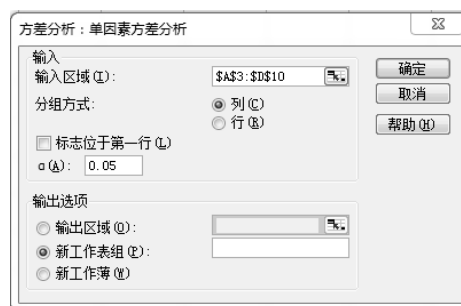 方差分析：单因素方差分析
输入
输入区域(I)： $A$3:$D$10
分组方式： 列(C)
行(R)
标志位于第一行(L)
α(A)： 0.05
输出选项
输出区域(O)：
新工作表组(P)：
新工作薄(W)
确定
取消
帮助(H)